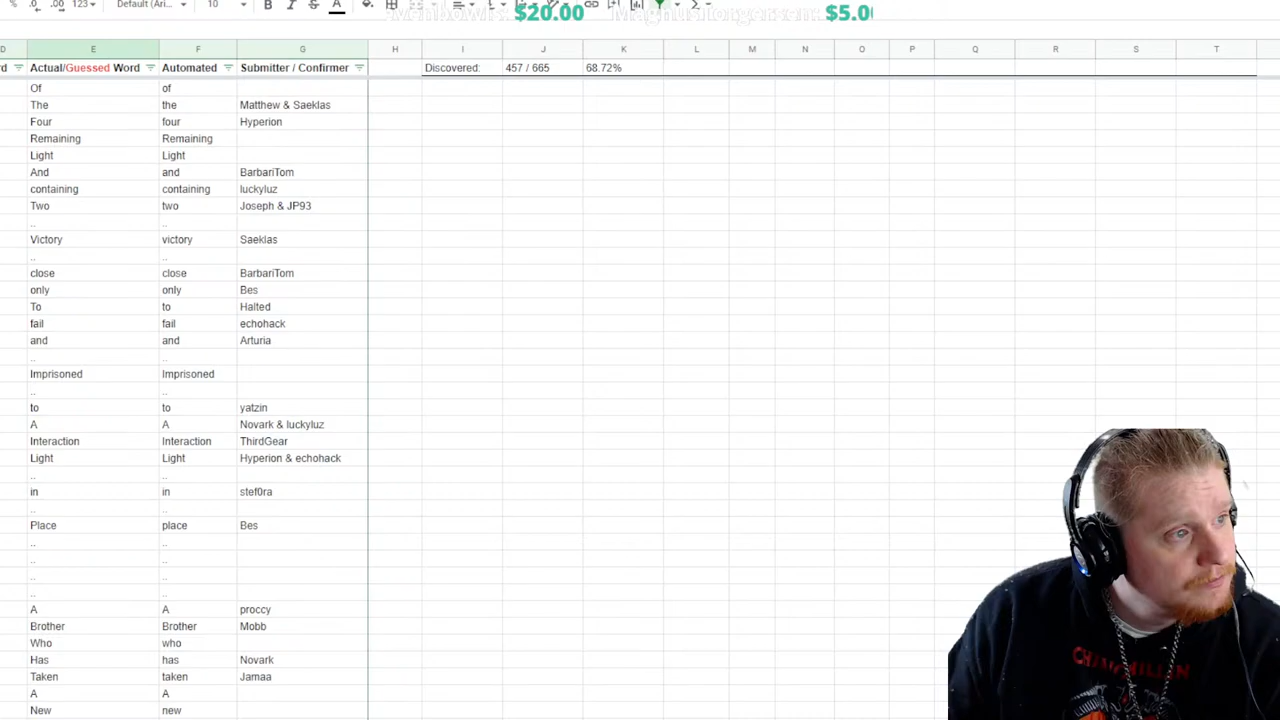 $20.00 $5.0
% .0 .00 123 Default (Ari... 10 B I S A
D E F G H I J K L M N O P Q R S T
rd Actual/Guessed Word Automated Submitter / Confirmer Discovered: 457 / 665 68.72%
Of of
The the Matthew & Saeklas
Four four Hyperion
Remaining Remaining
Light Light
And and BarbariTom
containing containing luckyluz
Two two Joseph & JP93
.. ..
Victory victory Saeklas
.. ..
close close BarbariTom
only only Bes
To to Halted
fail fail echohack
and and Arturia
.. ..
Imprisoned Imprisoned
.. ..
to to yatzin
A A Novark & luckyluz
Interaction Interaction ThirdGear
Light Light Hyperion & echohack
.. ..
in in stef0ra
.. ..
Place place Bes
.. ..
.. ..
.. ..
.. ..
A A proccy
Brother Brother Mobb
Who who
Has has Novark
Taken taken Jamaa
A A
New new